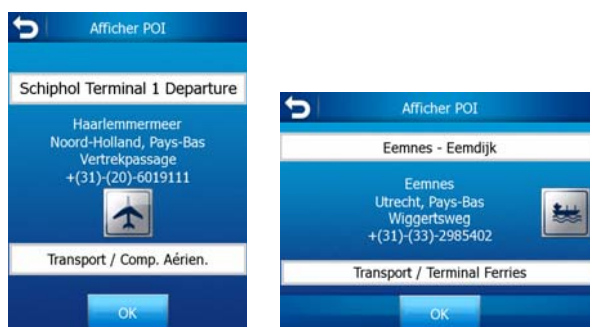 Afficher POI
Schiphol Terminal 1 Departure
Haarlemmermeer
Noord-Holland, Pays-Bas
Vertrekpassage
+(31)-(20)-6019111
Transport / Comp. Aérien.
OK
Afficher POI
Eemnes - Eemdijk
Eemnes
Utrecht, Pays-Bas
Wiggertsweg
+(31)-(33)-2985402
Transport / Terminal Ferries
OK